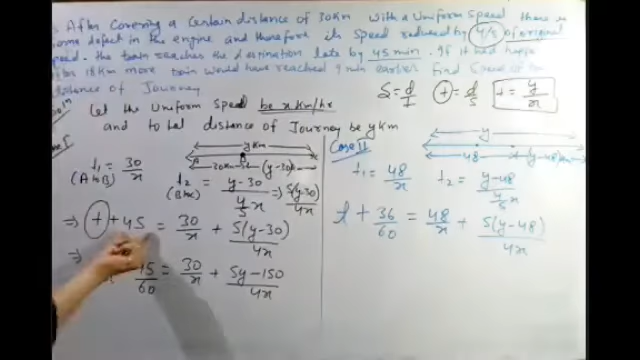 After Covering a Certain distance of 30Km with a Uniform Speed there is
some defect in the engine and therefore its Speed reduced by 4/5 of original
Speed. the train reaches the destination late by 45 min. If it had happe
after 18Km more train would have reached 9 min earlier find
distance of Journey
S = d/T t = d/S t = y/x
Let the Uniform Speed be x km/hr
and total distance of Journey be y Km
Case I
y Km
30Km (y-30)
t1 = 30/x
(A to B)
t2 = (y-30)/(4/5 x) ⇒ 5(y-30)/4x
⇒ t + 45 = 30/x + 5(y-30)/4x
⇒ 15/60 = 30/x + (5y-150)/4x
Case II
y
48 (y-48)
t1 = 48/x t2 = (y-48)/(4/5 x)
t + 36/60 = 48/x + 5(y-48)/4x